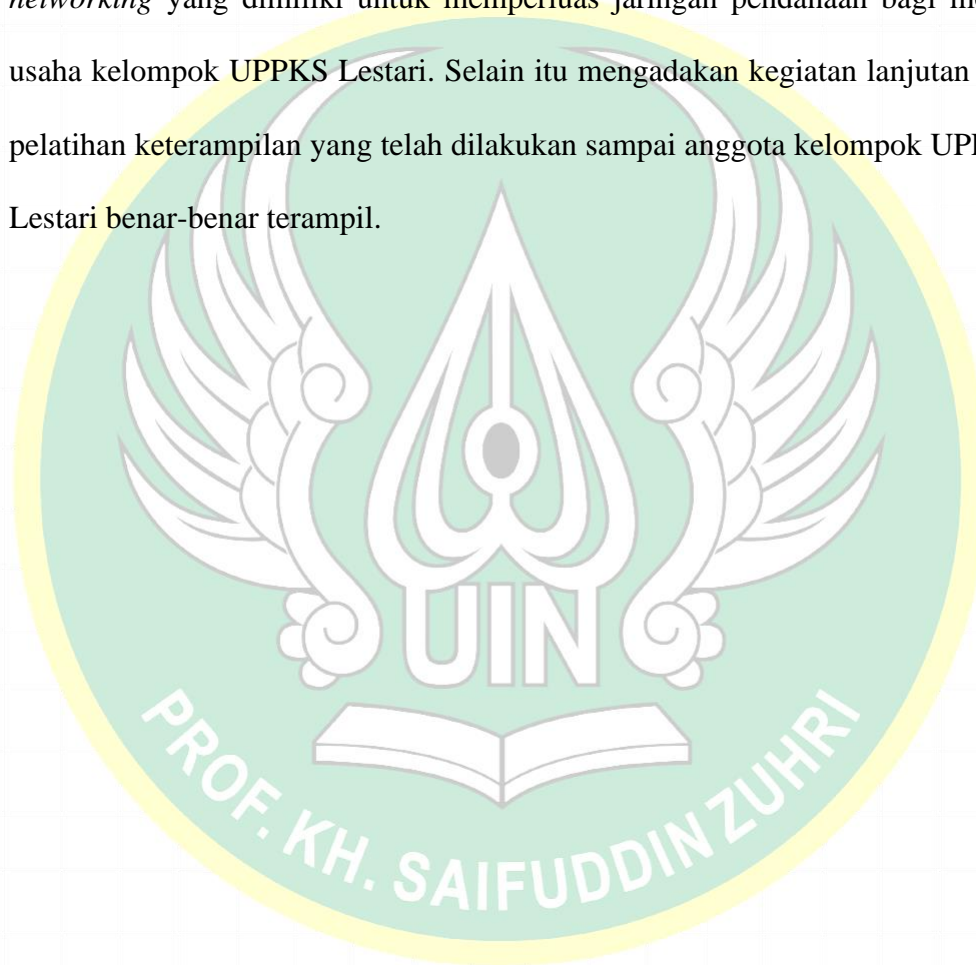 networking yang dimiliki untuk memperluas jaringan pendanaan bagi
usaha kelompok UPPKS Lestari. Selain itu mengadakan kegiatan lanjutan
pelatihan keterampilan yang telah dilakukan sampai anggota kelompok
Lestari benar-benar terampil.
UIN
PROF. KH. SAIFUDDIN ZUHRI